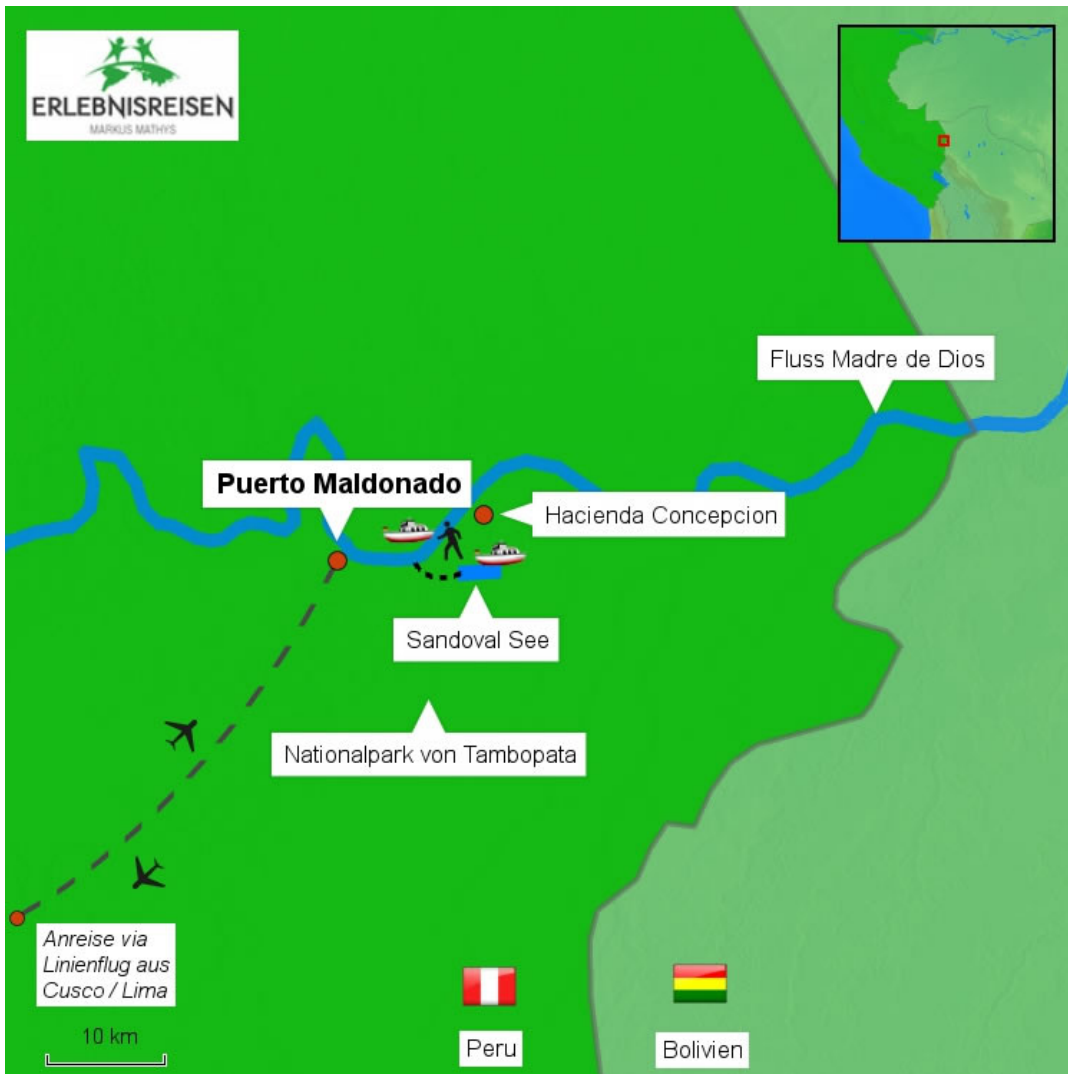 ERLEBNISREISEN
MARKUS MATHYS
Fluss Madre de Dios
Puerto Maldonado
Hacienda Concepcion
Sandoval See
Nationalpark von Tambopata
Anreise via
Linienflug aus
Cusco / Lima
10 km
Peru
Bolivien